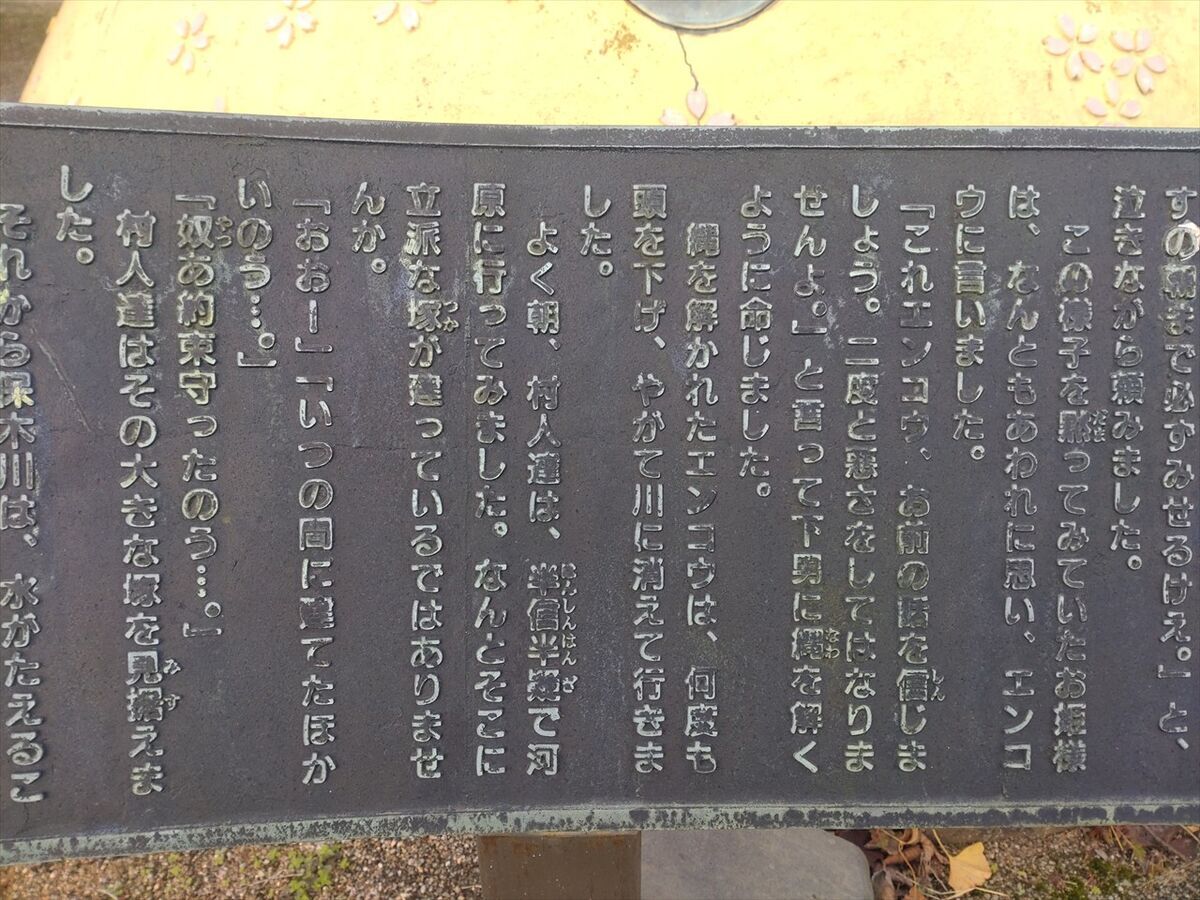 すの朝まで必ずみせるけえ。」と、
泣きながら頼みました。
この様子を黙ってみていたお姫様
は、なんともあわれに思い、エンコ
ウに言いました。
「これエンコウ、お前の話を信じま
しょう。二度と悪さをしてはなりま
せんよ。」と言って下男に縄を解く
ように命じました。
縄を解かれたエンコウは、何度も
頭を下げ、やがて川に消えて行きま
した。
よく朝、村人達は、半信半疑で河
原に行ってみました。なんとそこに
立派な塚が建っているではありませ
んか。
「おおー」「いつの間に建てたほか
いのう…。」
「奴あ約束守ったのう…。」
村人達はその大きな塚を見据えま
した。
それから保木川は、水がたえるこ